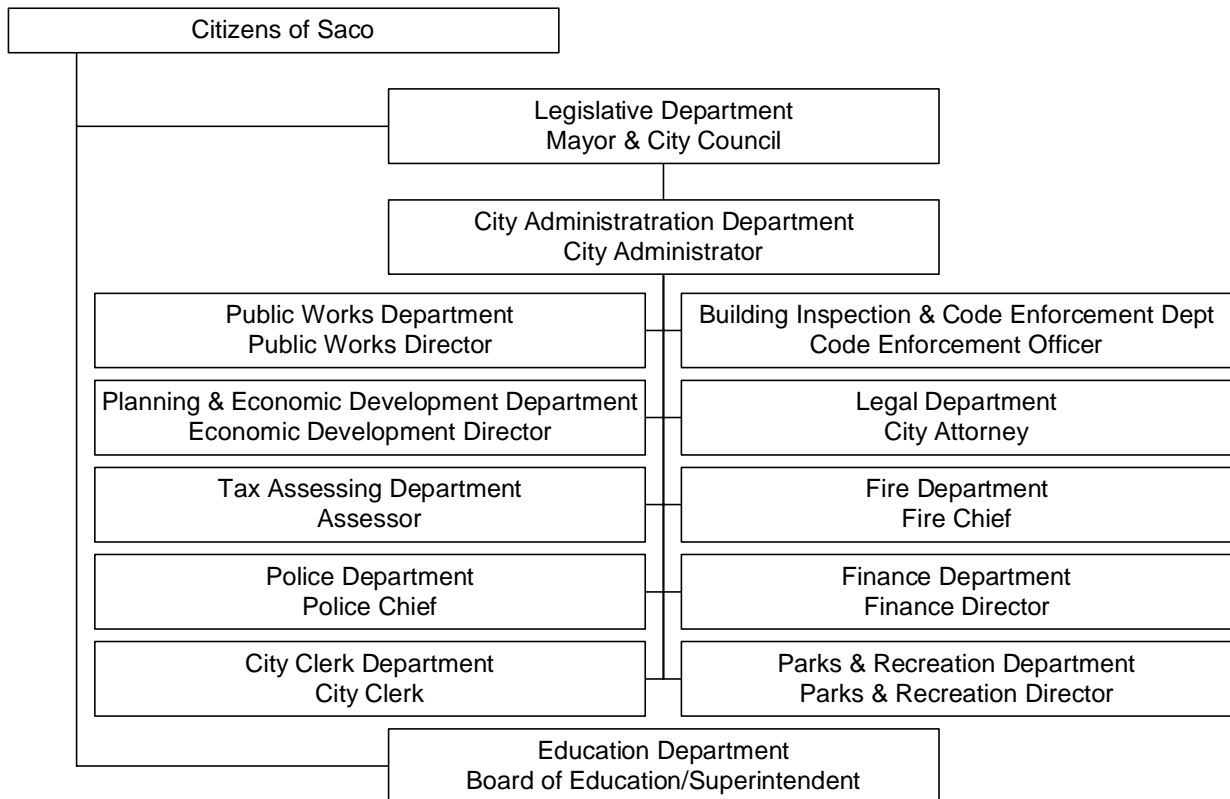 Citizens of Saco
Legislative Department
Mayor & City Council
City Administratration Department
City Administrator
Public Works Department
Public Works Director
Building Inspection & Code Enforcement Dept
Code Enforcement Officer
Planning & Economic Development Department
Economic Development Director
Legal Department
City Attorney
Tax Assessing Department
Assessor
Fire Department
Fire Chief
Police Department
Police Chief
Finance Department
Finance Director
City Clerk Department
City Clerk
Parks & Recreation Department
Parks & Recreation Director
Education Department
Board of Education/Superintendent